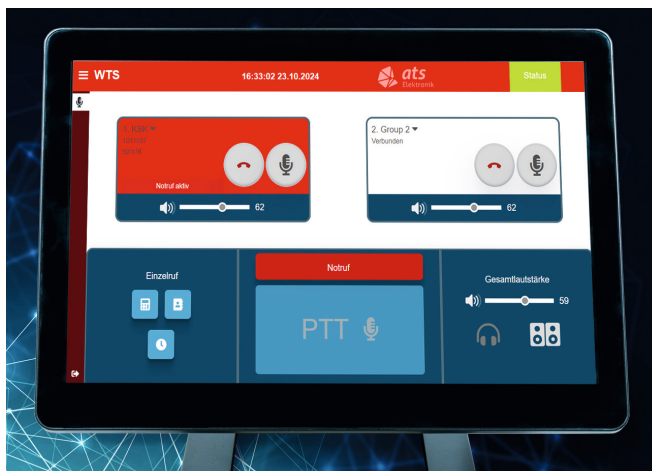 WTS
16:33:02 23.10.2024
ats
Elektronik
Status
1. KSK
Notruf aktiv
62
2. Group 2
Verbunden
62
Einzelruf
Notruf
PTT
Gesamtlautstärke
59